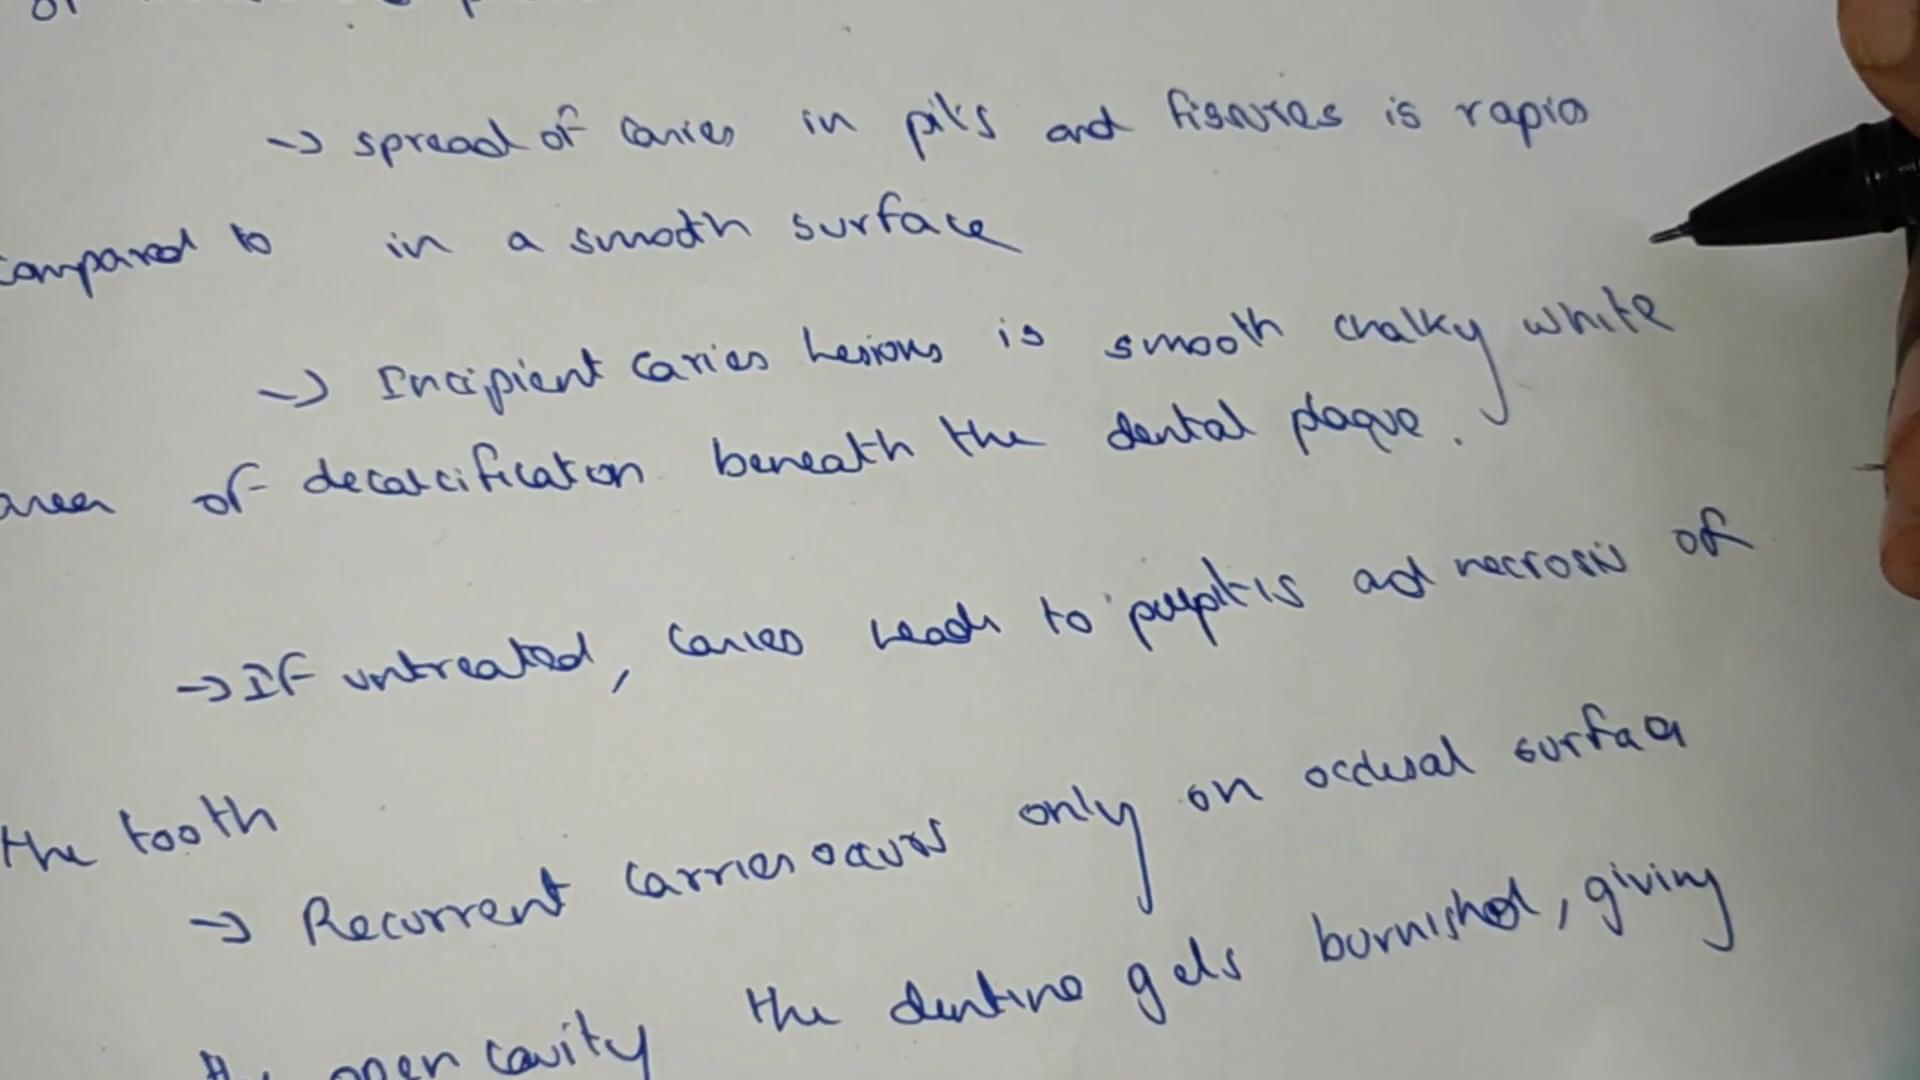 of
→ spread of caries in pits and fissures is rapid
compared to in a smooth surface
→ Incipient caries Lesions is smooth chalky white
area of decalcification beneath the dental plaque.
→ If untreated, caries leads to pulpitis and necrosis of
the tooth
→ Recurrent carries occurs only on occlusal surface
the open cavity the dentine gets burnished, giving